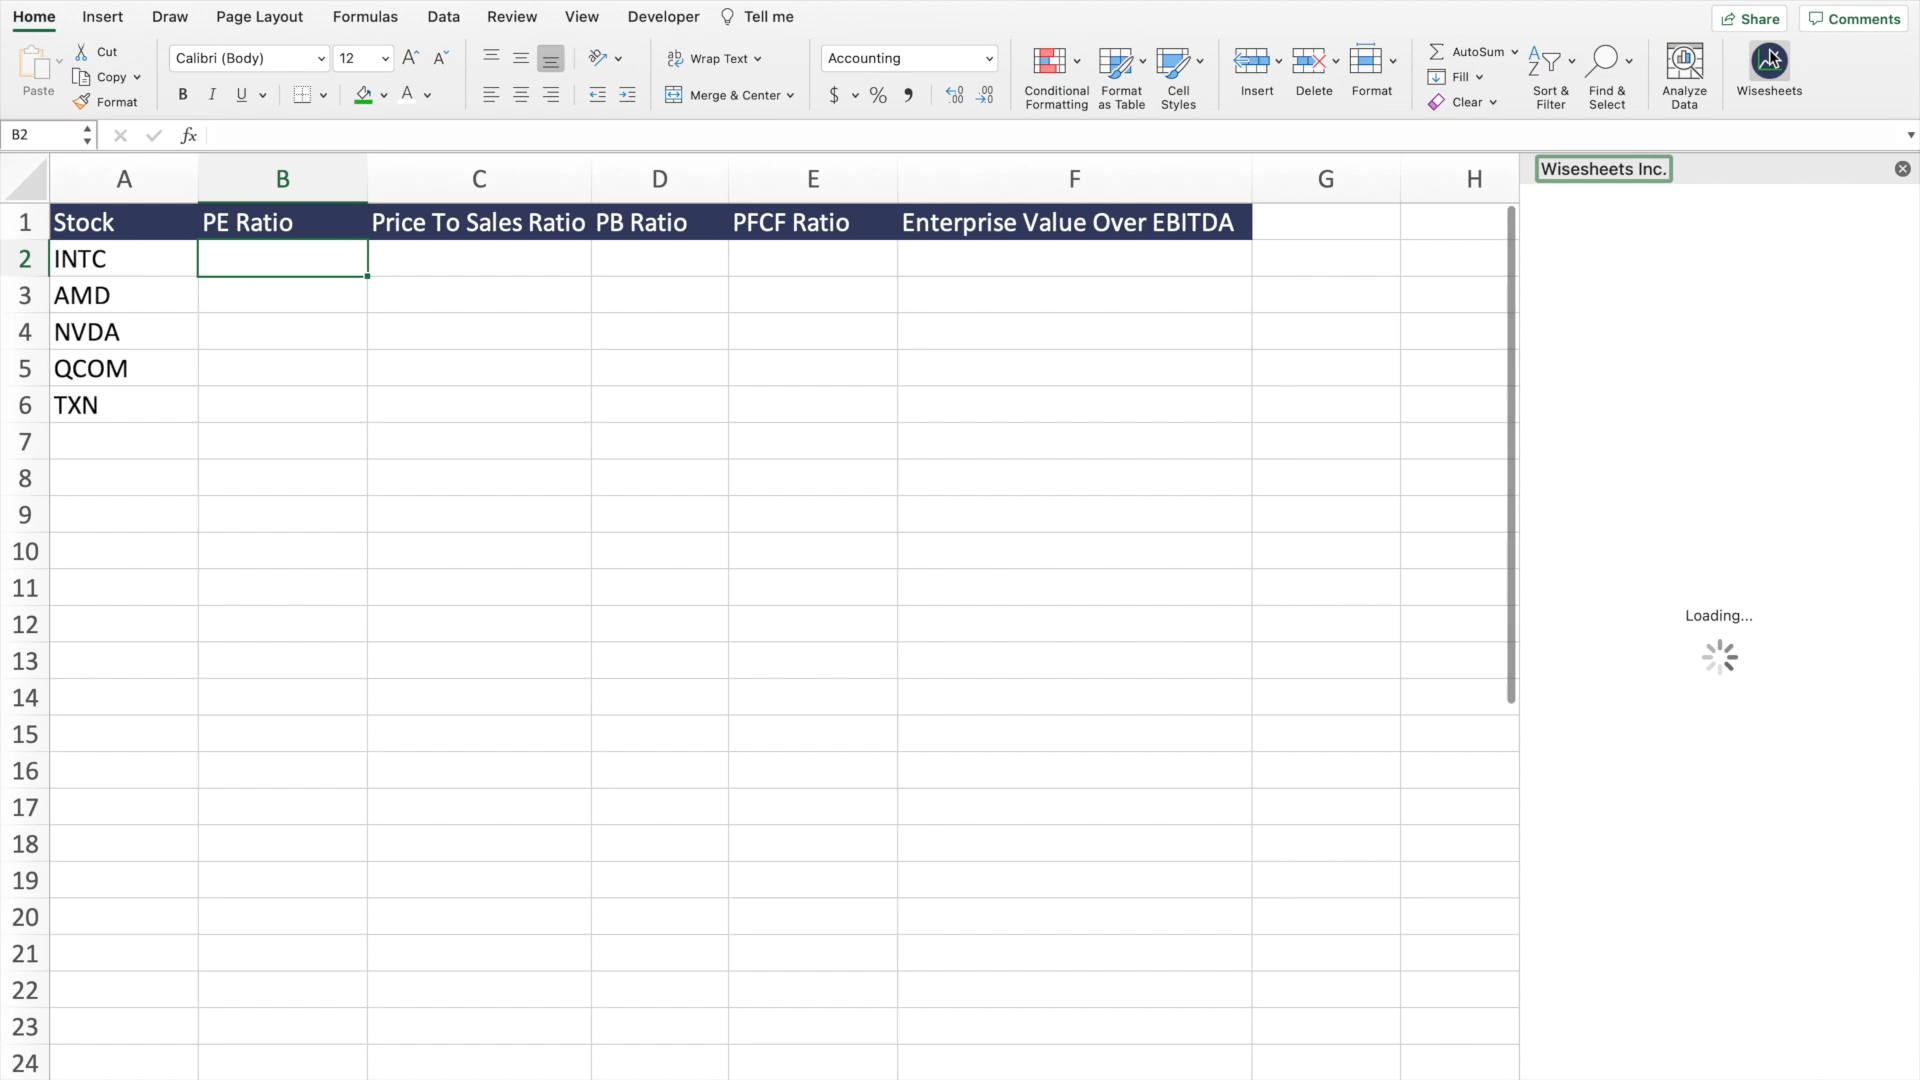 Home Insert Draw Page Layout Formulas Data Review View Developer Tell me Share Comments
Paste Cut Copy Format
Calibri (Body) 12 A A
B I U A
ab Wrap Text
Merge & Center
Accounting
$ % 9 .00 .00
Conditional Formatting
Format as Table
Cell Styles
Insert Delete Format
AutoSum
Fill
Clear
Sort & Filter
Find & Select
Analyze Data
Wisesheets
B2 fx
Wisesheets Inc.
A B C D E F G H
1 Stock PE Ratio Price To Sales Ratio PB Ratio PFCF Ratio Enterprise Value Over EBITDA
2 INTC
3 AMD
4 NVDA
5 QCOM
6 TXN
7
8
9
10
11
12
13
14
15
16
17
18
19
20
21
22
23
24
Loading...